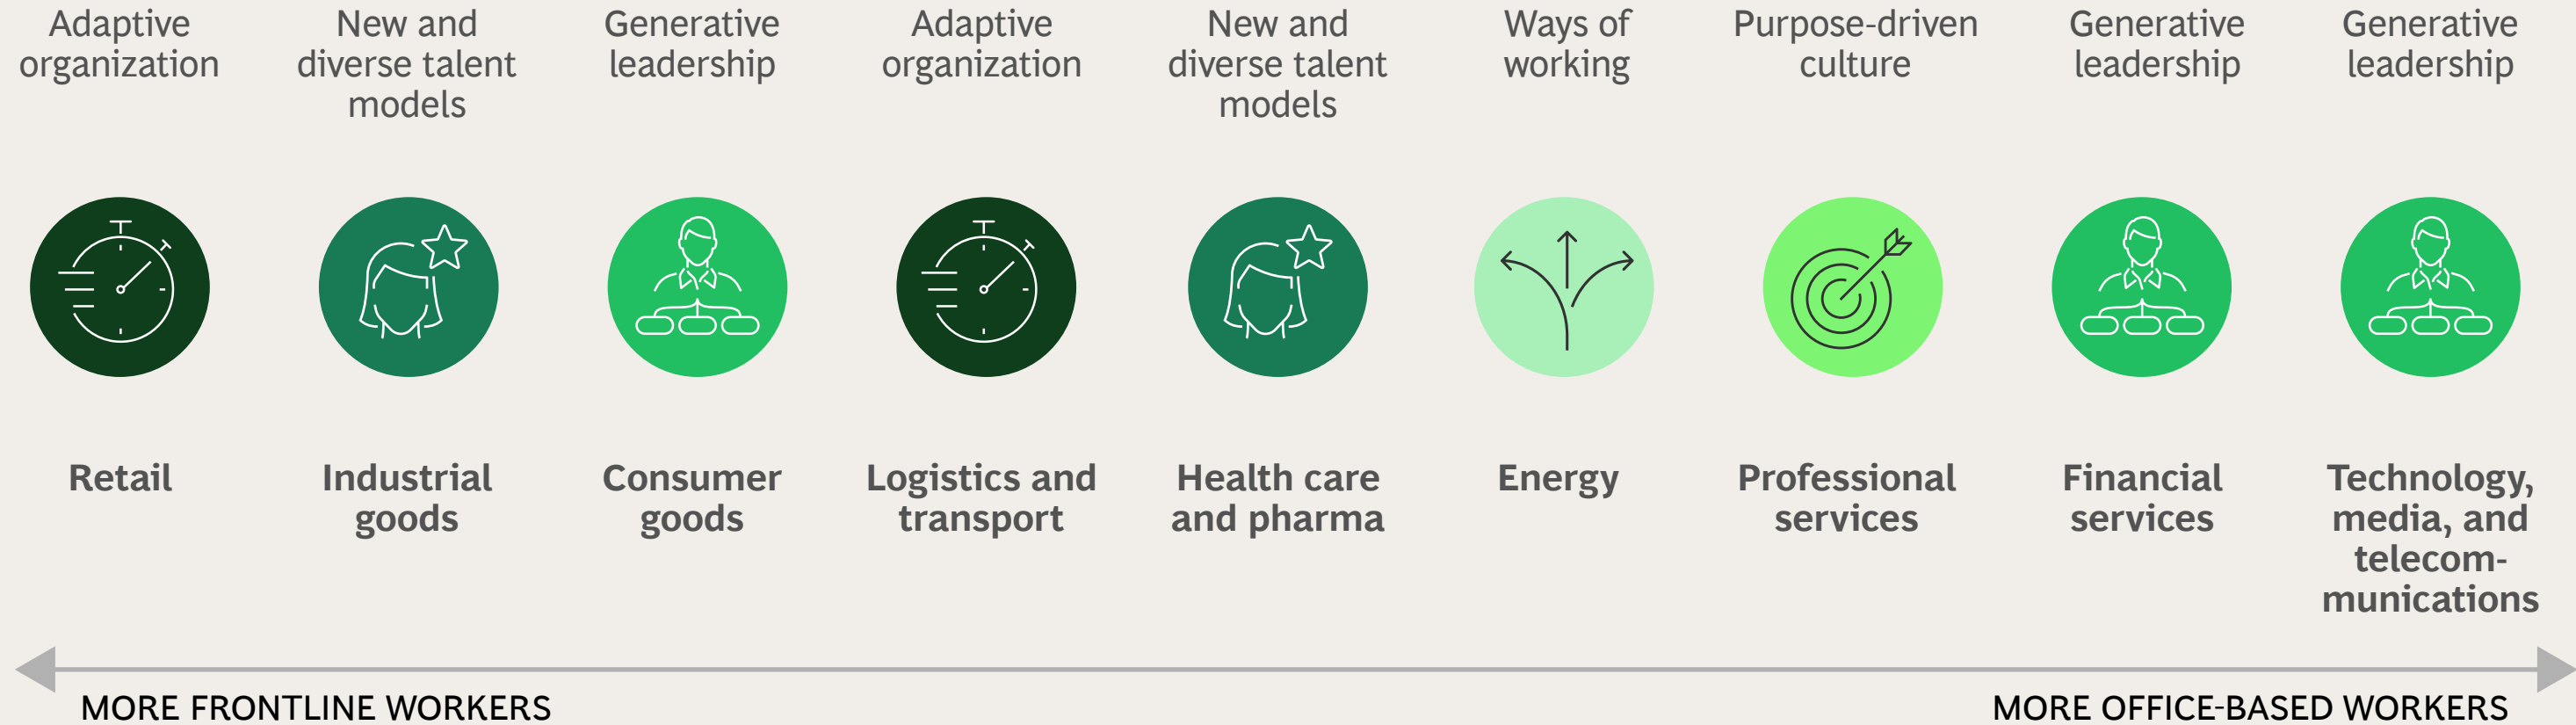 Adaptive
organization
New and
diverse talent
models
Generative
leadership
Adaptive
organization
New and
diverse talent
models
Ways of
working
Purpose-driven
culture
Generative
leadership
Generative
leadership
Retail
Industrial
goods
Consumer
goods
Logistics and
transport
Health care
and pharma
Energy
Professional
services
Financial
services
Technology,
media, and
telecom-
munications
MORE FRONTLINE WORKERS
MORE OFFICE-BASED WORKERS